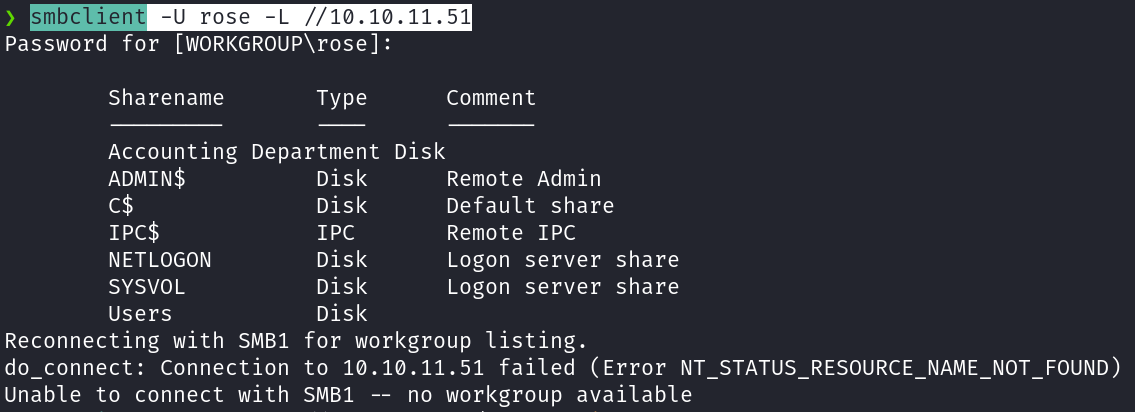 ❯ smbclient -U rose -L //10.10.11.51
Password for [WORKGROUP\rose]:
Sharename Type Comment
--------- ---- -------
Accounting Department Disk
ADMIN$ Disk Remote Admin
C$ Disk Default share
IPC$ IPC Remote IPC
NETLOGON Disk Logon server share
SYSVOL Disk Logon server share
Users Disk
Reconnecting with SMB1 for workgroup listing.
do_connect: Connection to 10.10.11.51 failed (Error NT_STATUS_RESOURCE_NAME_NOT_FOUND)
Unable to connect with SMB1 -- no workgroup available